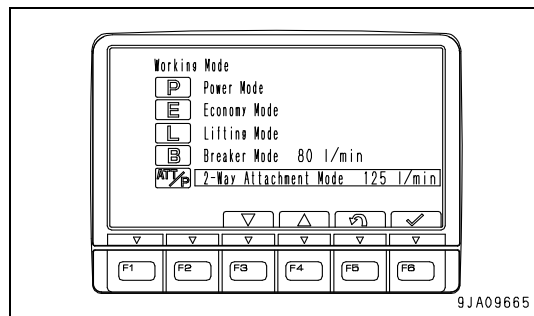 Working Mode
P Power Mode
E Economy Mode
L Lifting Mode
B Breaker Mode 80 l/min
ATT/P 2-Way Attachment Mode 125 l/min
F1 F2 F3 F4 F5 F6
9JA09665